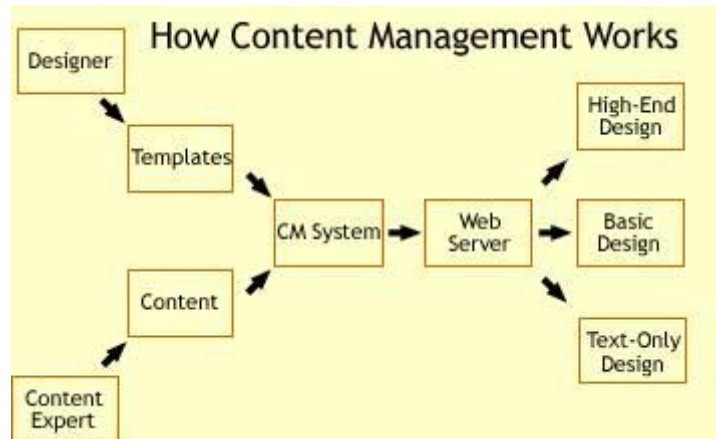 How Content Management Works
Designer
Templates
Content
Content
Expert
CM System
Web
Server
High-End
Design
Basic
Design
Text-Only
Design